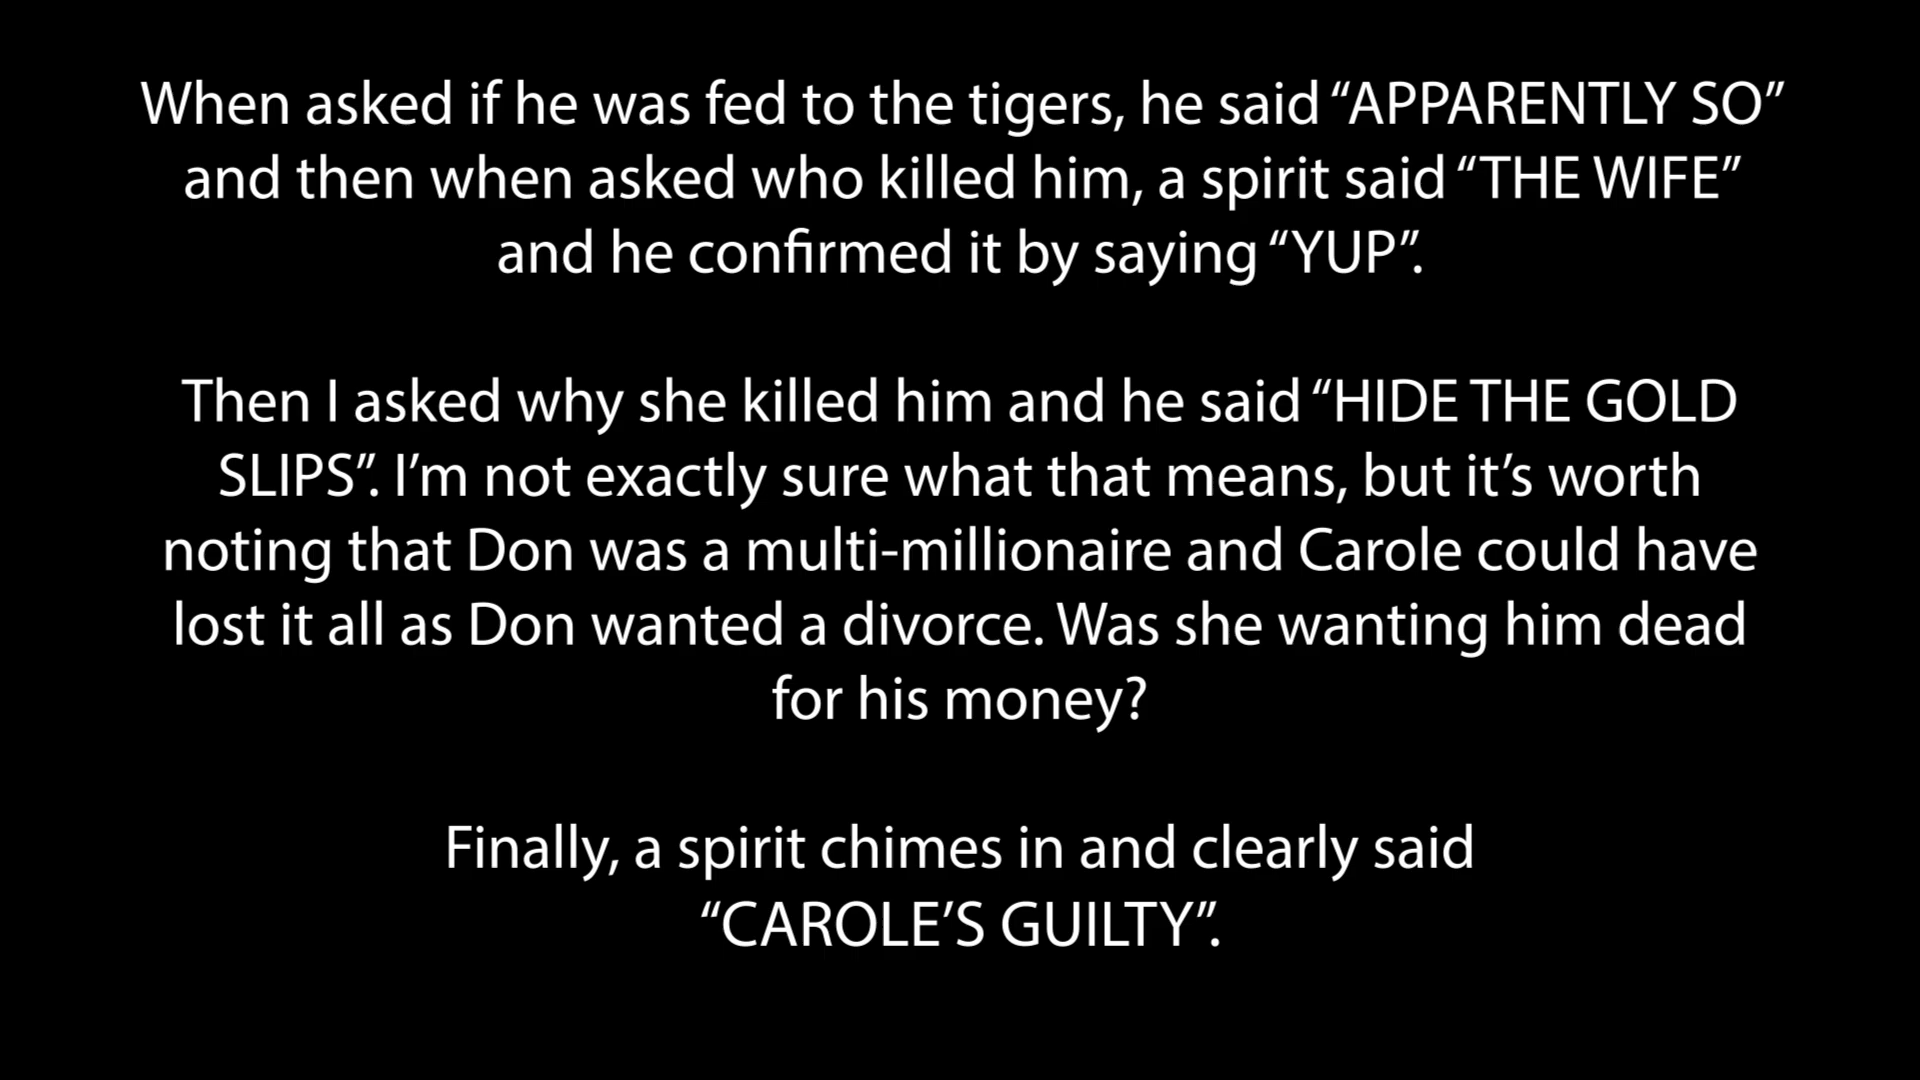 When asked if he was fed to the tigers, he said “APPARENTLY SO”
and then when asked who killed him, a spirit said “THE WIFE”
and he confirmed it by saying “YUP”.
Then I asked why she killed him and he said “HIDE THE GOLD
SLIPS”. I’m not exactly sure what that means, but it’s worth
noting that Don was a multi-millionaire and Carole could have
lost it all as Don wanted a divorce. Was she wanting him dead
for his money?
Finally, a spirit chimes in and clearly said
“CAROLE’S GUILTY”.